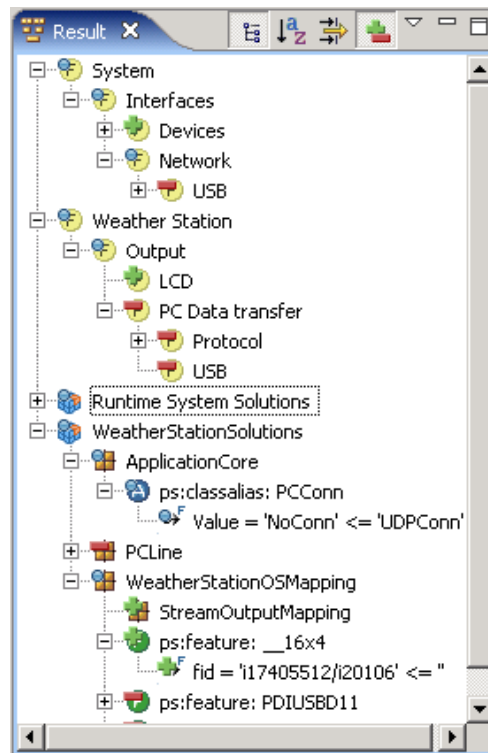 Result
a
z
System
Interfaces
Devices
Network
USB
Weather Station
Output
LCD
PC Data transfer
Protocol
USB
Runtime System Solutions
WeatherStationSolutions
ApplicationCore
ps:classalias: PCConn
Value = 'NoConn' <= 'UDPConn'
PCLine
WeatherStationOSMapping
StreamOutputMapping
ps:feature: __16x4
fid = 'i17405512/i20106' <= ''
ps:feature: PDIUSBD11